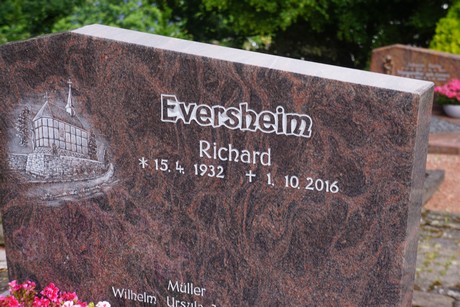 Eversheim
Richard
* 15. 4. 1932 † 1. 10. 2016
Müller
Wilhelm Ursula